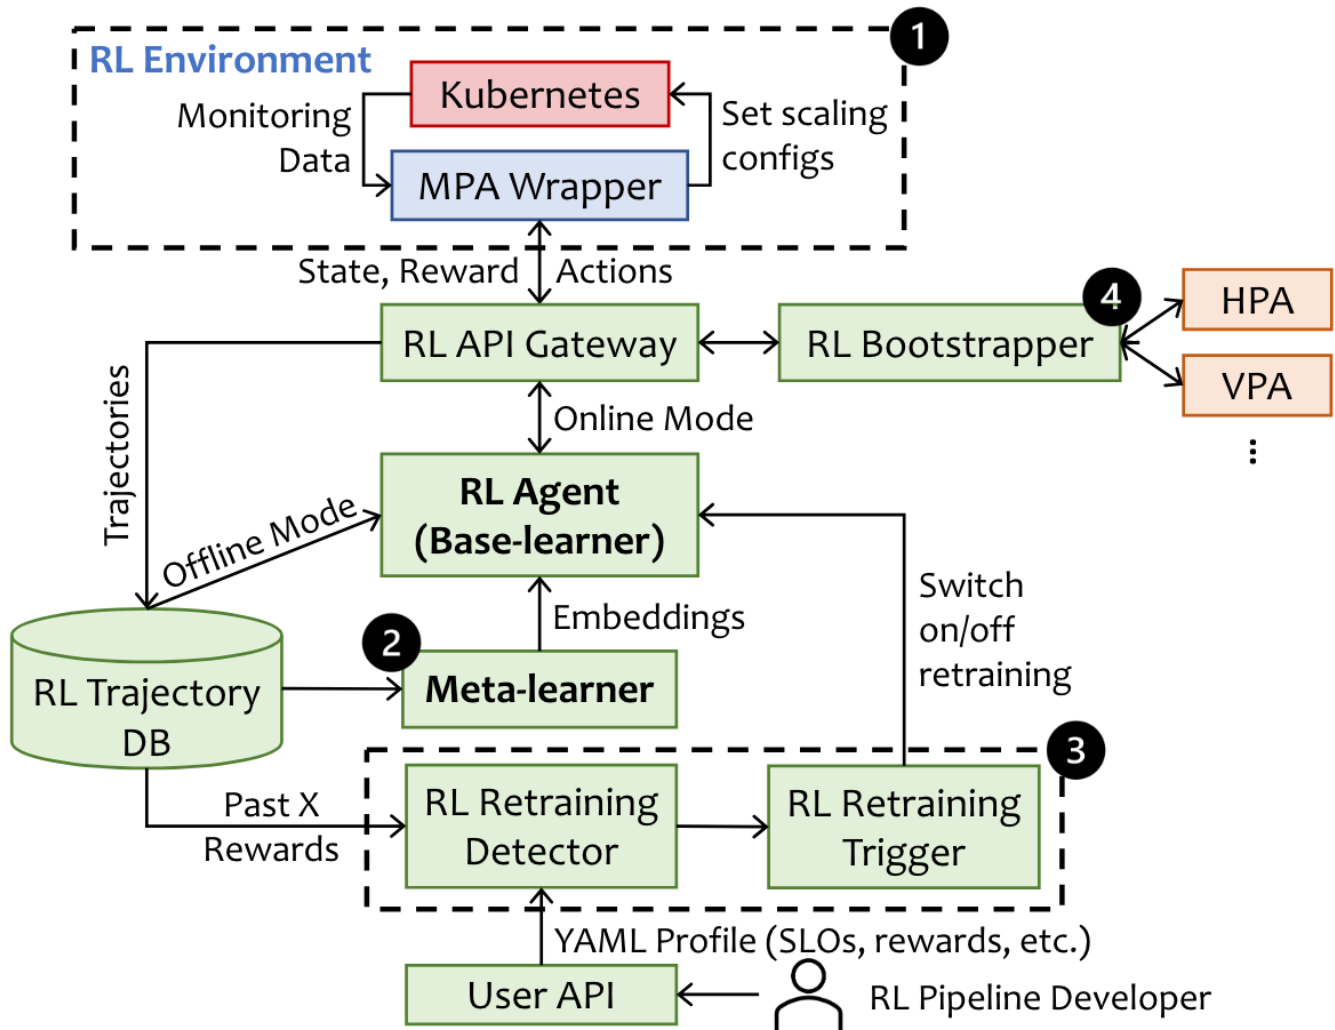 1
RL Environment
Kubernetes
Monitoring
Data
Set scaling
configs
MPA Wrapper
State, Reward
Actions
4
HPA
RL API Gateway
RL Bootstrapper
VPA
Trajectories
Online Mode
⋮
RL Agent
(Base-learner)
Offline Mode
Switch
on/off
retraining
Embeddings
2
RL Trajectory
DB
Meta-learner
3
Past X
Rewards
RL Retraining
Detector
RL Retraining
Trigger
YAML Profile (SLOs, rewards, etc.)
User API
RL Pipeline Developer